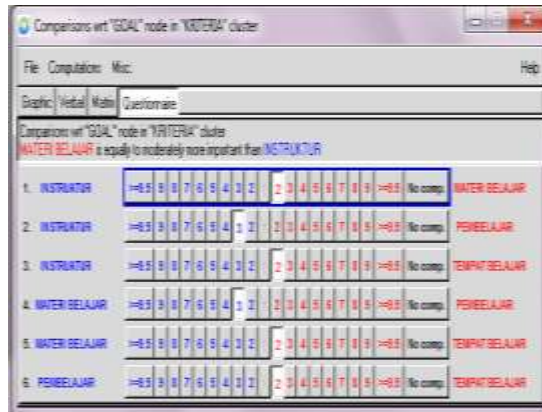 Comparisons wrt "GOAL" node in "KRITERIA" cluster
File Computations Misc. Help
Graphic Verbal Matrix Questionnaire
Comparisons wrt "GOAL" node in "KRITERIA" cluster
MATERI BELAJAR is equally to moderately more important than INSTRUKTUR
1. INSTRUKTUR >=9.5 9 8 7 6 5 4 3 2 2 3 4 5 6 7 8 9 >=9.5 No comp. MATERI BELAJAR
2. INSTRUKTUR >=9.5 9 8 7 6 5 4 3 2 2 3 4 5 6 7 8 9 >=9.5 No comp. PEMBELAJAR
3. INSTRUKTUR >=9.5 9 8 7 6 5 4 3 2 2 3 4 5 6 7 8 9 >=9.5 No comp. TEMPAT BELAJAR
4. MATERI BELAJAR >=9.5 9 8 7 6 5 4 3 2 2 3 4 5 6 7 8 9 >=9.5 No comp. PEMBELAJAR
5. MATERI BELAJAR >=9.5 9 8 7 6 5 4 3 2 2 3 4 5 6 7 8 9 >=9.5 No comp. TEMPAT BELAJAR
6. PEMBELAJAR >=9.5 9 8 7 6 5 4 3 2 2 3 4 5 6 7 8 9 >=9.5 No comp. TEMPAT BELAJAR